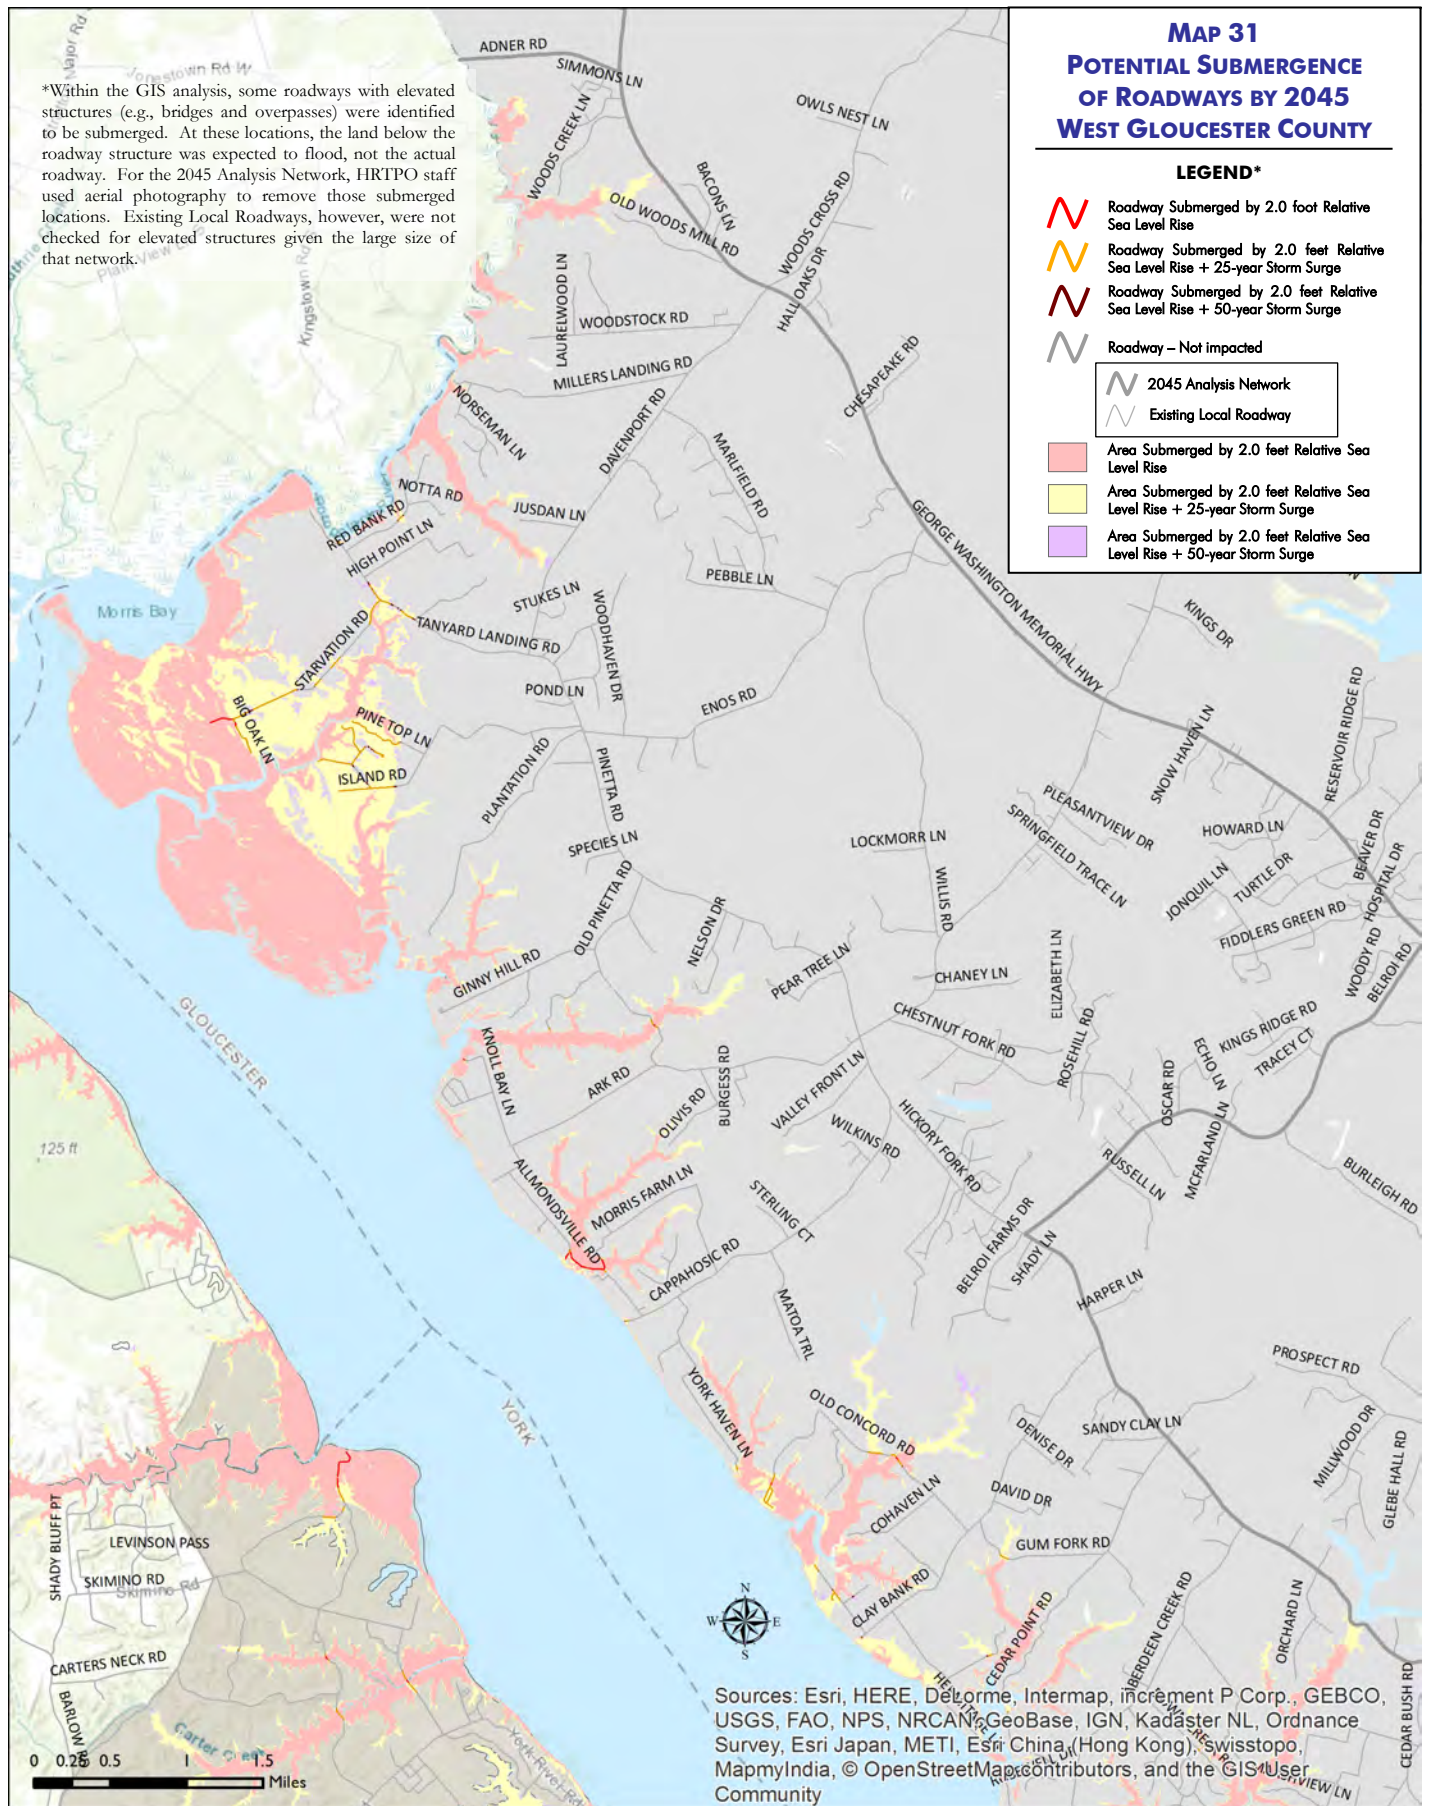 MAP 31
POTENTIAL SUBMERGENCE
OF ROADWAYS BY 2045
WEST GLOUCESTER COUNTY
LEGEND*
Roadway Submerged by 2.0 foot Relative
Sea Level Rise
Roadway Submerged by 2.0 feet Relative
Sea Level Rise + 25-year Storm Surge
Roadway Submerged by 2.0 feet Relative
Sea Level Rise + 50-year Storm Surge
Roadway – Not impacted
2045 Analysis Network
Existing Local Roadway
Area Submerged by 2.0 feet Relative Sea
Level Rise
Area Submerged by 2.0 feet Relative Sea
Level Rise + 25-year Storm Surge
Area Submerged by 2.0 feet Relative Sea
Level Rise + 50-year Storm Surge
Major Rd
Jonestown Rd W
*Within the GIS analysis, some roadways with elevated
structures (e.g., bridges and overpasses) were identified
to be submerged. At these locations, the land below the
roadway structure was expected to flood, not the actual
roadway. For the 2045 Analysis Network, HRTPO staff
used aerial photography to remove those submerged
locations. Existing Local Roadways, however, were not
checked for elevated structures given the large size of
that network.
Kingstown Rd
ADNER RD
SIMMONS LN
WOODS CREEK LN
OWLS NEST LN
BACONS LN
OLD WOODS MILL RD
WOODS CROSS RD
HALL OAKS DR
LAURELWOOD LN
WOODSTOCK RD
MILLERS LANDING RD
CHESAPEAKE RD
NORSEMAN LN
DAVENPORT RD
MARLFIELD RD
NOTTA RD
RED BANK RD
HIGH POINT LN
JUSDAN LN
GEORGE WASHINGTON MEMORIAL HWY
PEBBLE LN
STUKES LN
WOODHAVEN DR
Morris Bay
STARVATION RD
TANYARD LANDING RD
KINGS DR
POND LN
ENOS RD
BIG OAK LN
PINE TOP LN
ISLAND RD
PLANTATION RD
PINETTA RD
SNOW HAVEN LN
RESERVOIR RIDGE RD
PLEASANTVIEW DR
SPRINGFIELD TRACE LN
HOWARD LN
SPECIES LN
LOCKMORR LN
WILLIS RD
JONQUIL LN
TURTLE DR
BEAVER DR
HOSPITAL DR
FIDDLERS GREEN RD
OLD PINETTA RD
NELSON DR
GINNY HILL RD
PEAR TREE LN
CHANEY LN
ELIZABETH LN
WOODY RD
BELROI RD
GLOUCESTER
KNOLL BAY LN
CHESTNUT FORK RD
ROSEHILL RD
KINGS RIDGE RD
ECHO LN
TRACEY CT
ARK RD
OLIVIS RD
BURGESS RD
VALLEY FRONT LN
WILKINS RD
HICKORY FORK RD
OSCAR RD
MCFARLAND LN
RUSSELL LN
BURLEIGH RD
125 ft
ALLMONDSVILLE RD
MORRIS FARM LN
STERLING CT
CAPPAHOSIC RD
BELROI FARMS DR
SHADY LN
HARPER LN
MATOA TRL
YORK
YORK HAVEN LN
OLD CONCORD RD
PROSPECT RD
SANDY CLAY LN
DENISE DR
MILLWOOD DR
GLEBE HALL RD
COHAVEN LN
DAVID DR
GUM FORK RD
CLAY BANK RD
CEDAR POINT RD
ABERDEEN CREEK RD
ORCHARD LN
CEDAR BUSH RD
SHADY BLUFF PT
LEVINSON PASS
SKIMINO RD
Skimino Rd
CARTERS NECK RD
Carter Creek
York River Rd
N
W E
S
0 0.25 0.5 1 1.5
Miles
Sources: Esri, HERE, DeLorme, Intermap, increment P Corp., GEBCO,
USGS, FAO, NPS, NRCAN, GeoBase, IGN, Kadaster NL, Ordnance
Survey, Esri Japan, METI, Esri China (Hong Kong), swisstopo,
MapmyIndia, © OpenStreetMap contributors, and the GIS User
Community